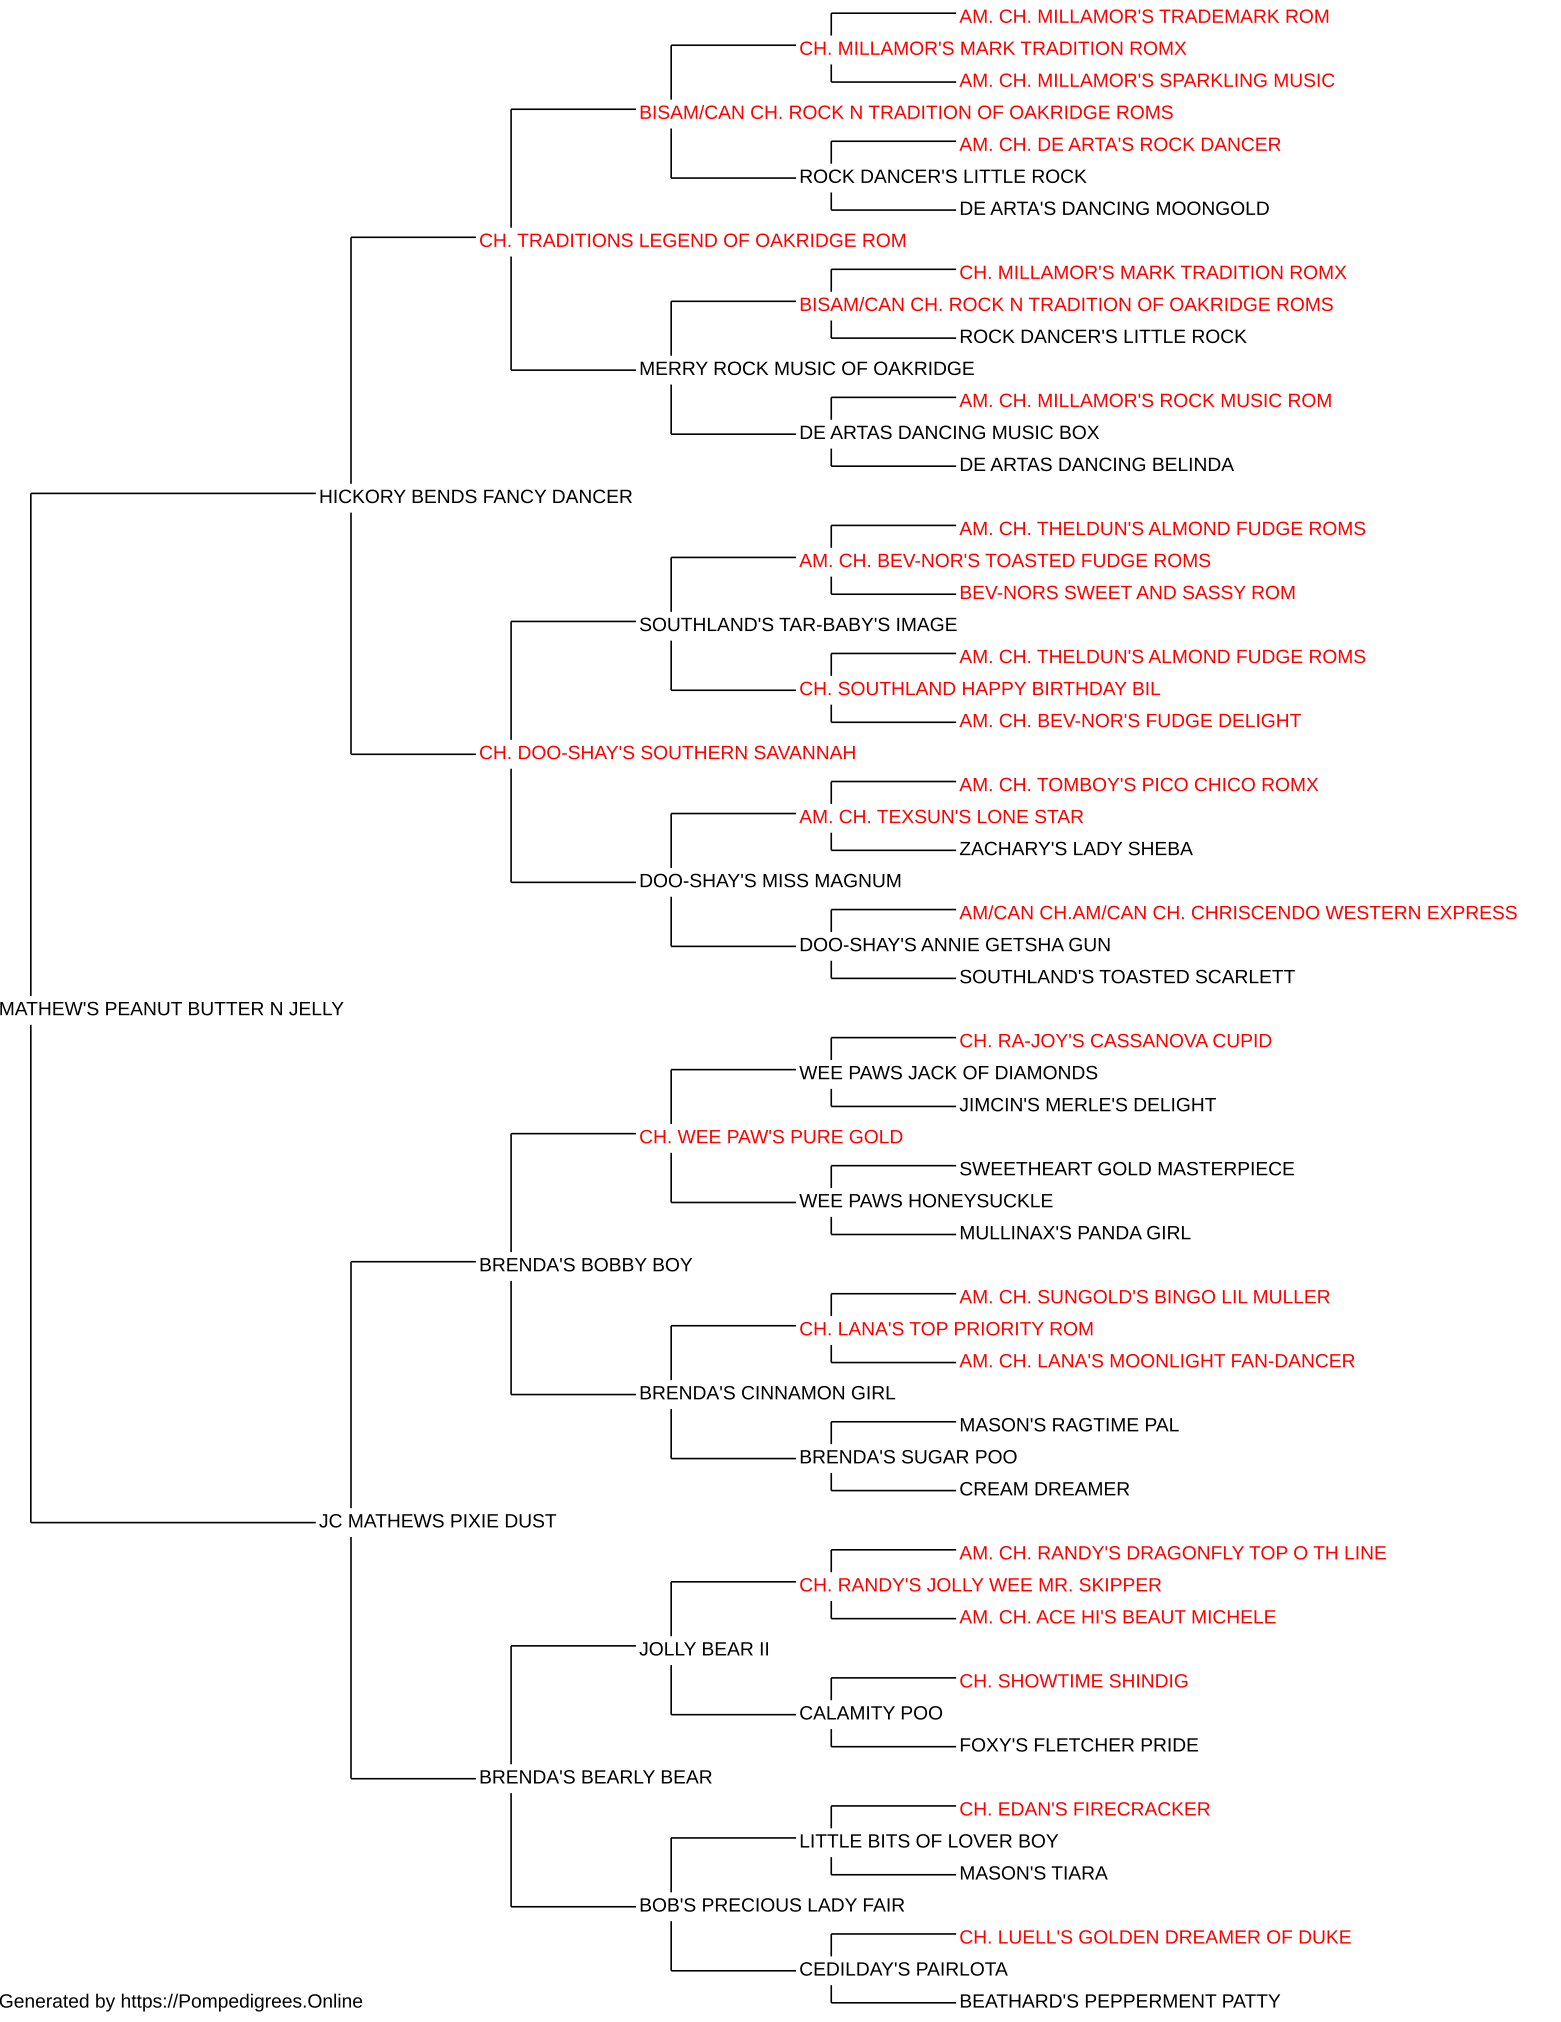 AM. CH. MILLAMOR'S TRADEMARK ROM
CH. MILLAMOR'S MARK TRADITION ROMX
AM. CH. MILLAMOR'S SPARKLING MUSIC
BISAM/CAN CH. ROCK N TRADITION OF OAKRIDGE ROMS
AM. CH. DE ARTA'S ROCK DANCER
ROCK DANCER'S LITTLE ROCK
DE ARTA'S DANCING MOONGOLD
CH. TRADITIONS LEGEND OF OAKRIDGE ROM
CH. MILLAMOR'S MARK TRADITION ROMX
BISAM/CAN CH. ROCK N TRADITION OF OAKRIDGE ROMS
ROCK DANCER'S LITTLE ROCK
MERRY ROCK MUSIC OF OAKRIDGE
AM. CH. MILLAMOR'S ROCK MUSIC ROM
DE ARTAS DANCING MUSIC BOX
DE ARTAS DANCING BELINDA
HICKORY BENDS FANCY DANCER
AM. CH. THELDUN'S ALMOND FUDGE ROMS
AM. CH. BEV-NOR'S TOASTED FUDGE ROMS
BEV-NORS SWEET AND SASSY ROM
SOUTHLAND'S TAR-BABY'S IMAGE
AM. CH. THELDUN'S ALMOND FUDGE ROMS
CH. SOUTHLAND HAPPY BIRTHDAY BIL
AM. CH. BEV-NOR'S FUDGE DELIGHT
CH. DOO-SHAY'S SOUTHERN SAVANNAH
AM. CH. TOMBOY'S PICO CHICO ROMX
AM. CH. TEXSUN'S LONE STAR
ZACHARY'S LADY SHEBA
DOO-SHAY'S MISS MAGNUM
AM/CAN CH.AM/CAN CH. CHRISCENDO WESTERN EXPRESS
DOO-SHAY'S ANNIE GETSHA GUN
SOUTHLAND'S TOASTED SCARLETT
MATHEW'S PEANUT BUTTER N JELLY
CH. RA-JOY'S CASSANOVA CUPID
WEE PAWS JACK OF DIAMONDS
JIMCIN'S MERLE'S DELIGHT
CH. WEE PAW'S PURE GOLD
SWEETHEART GOLD MASTERPIECE
WEE PAWS HONEYSUCKLE
MULLINAX'S PANDA GIRL
BRENDA'S BOBBY BOY
AM. CH. SUNGOLD'S BINGO LIL MULLER
CH. LANA'S TOP PRIORITY ROM
AM. CH. LANA'S MOONLIGHT FAN-DANCER
BRENDA'S CINNAMON GIRL
MASON'S RAGTIME PAL
BRENDA'S SUGAR POO
CREAM DREAMER
JC MATHEWS PIXIE DUST
AM. CH. RANDY'S DRAGONFLY TOP O TH LINE
CH. RANDY'S JOLLY WEE MR. SKIPPER
AM. CH. ACE HI'S BEAUT MICHELE
JOLLY BEAR II
CH. SHOWTIME SHINDIG
CALAMITY POO
FOXY'S FLETCHER PRIDE
BRENDA'S BEARLY BEAR
CH. EDAN'S FIRECRACKER
LITTLE BITS OF LOVER BOY
MASON'S TIARA
BOB'S PRECIOUS LADY FAIR
CH. LUELL'S GOLDEN DREAMER OF DUKE
CEDILDAY'S PAIRLOTA
BEATHARD'S PEPPERMENT PATTY
Generated by https://Pompedigrees.Online